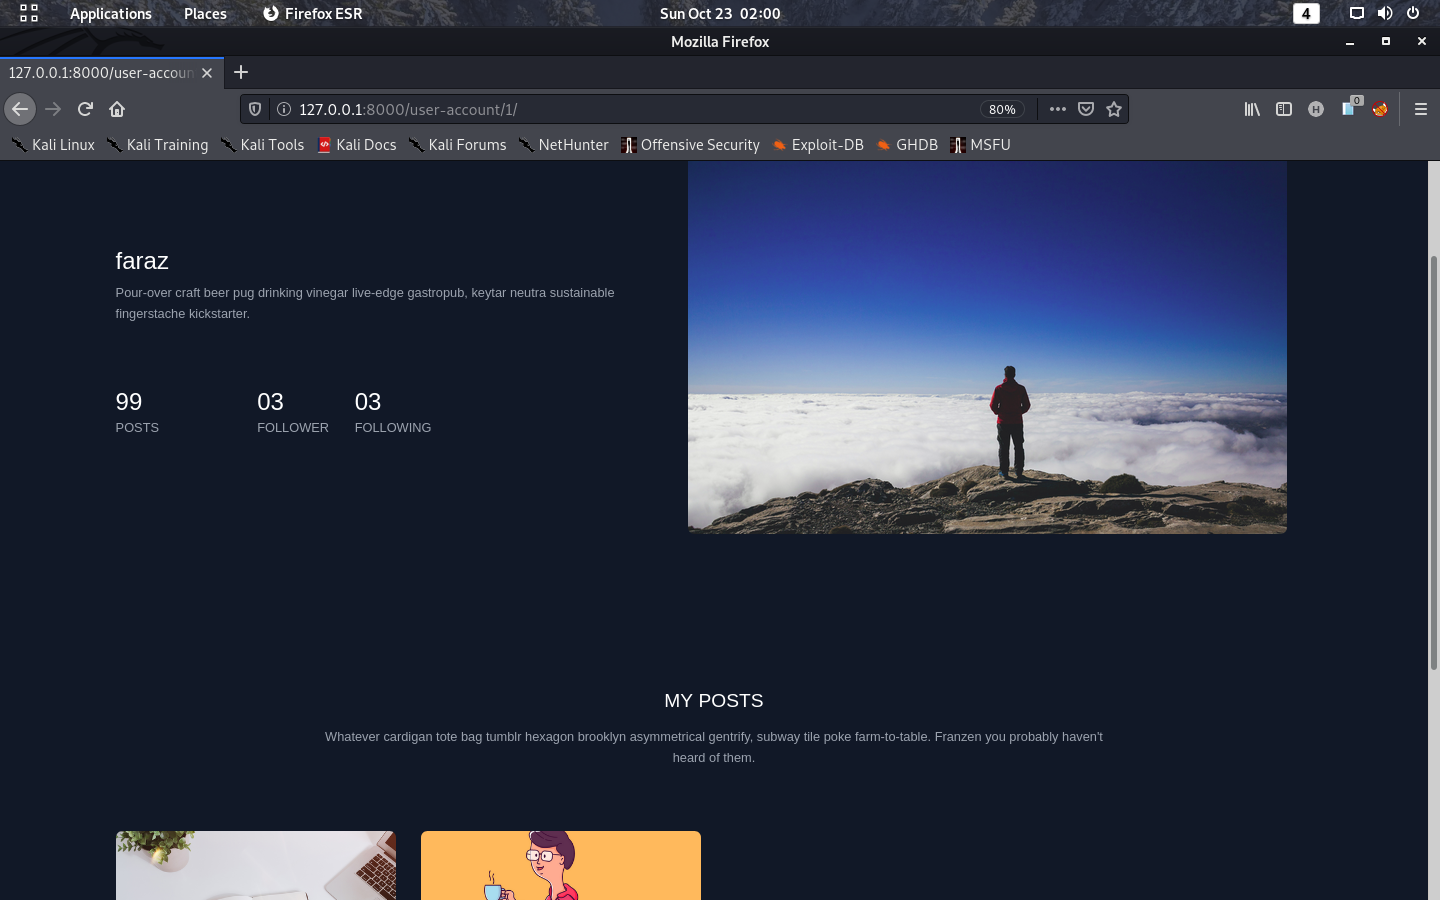 Applications Places Firefox ESR Sun Oct 23 02:00 4
Mozilla Firefox
127.0.0.1:8000/user-accoun
127.0.0.1:8000/user-account/1/ 80% H 0
Kali Linux Kali Training Kali Tools Kali Docs Kali Forums NetHunter Offensive Security Exploit-DB GHDB MSFU
faraz
Pour-over craft beer pug drinking vinegar live-edge gastropub, keytar neutra sustainable
fingerstache kickstarter.
99 03 03
POSTS FOLLOWER FOLLOWING
MY POSTS
Whatever cardigan tote bag tumblr hexagon brooklyn asymmetrical gentrify, subway tile poke farm-to-table. Franzen you probably haven't
heard of them.